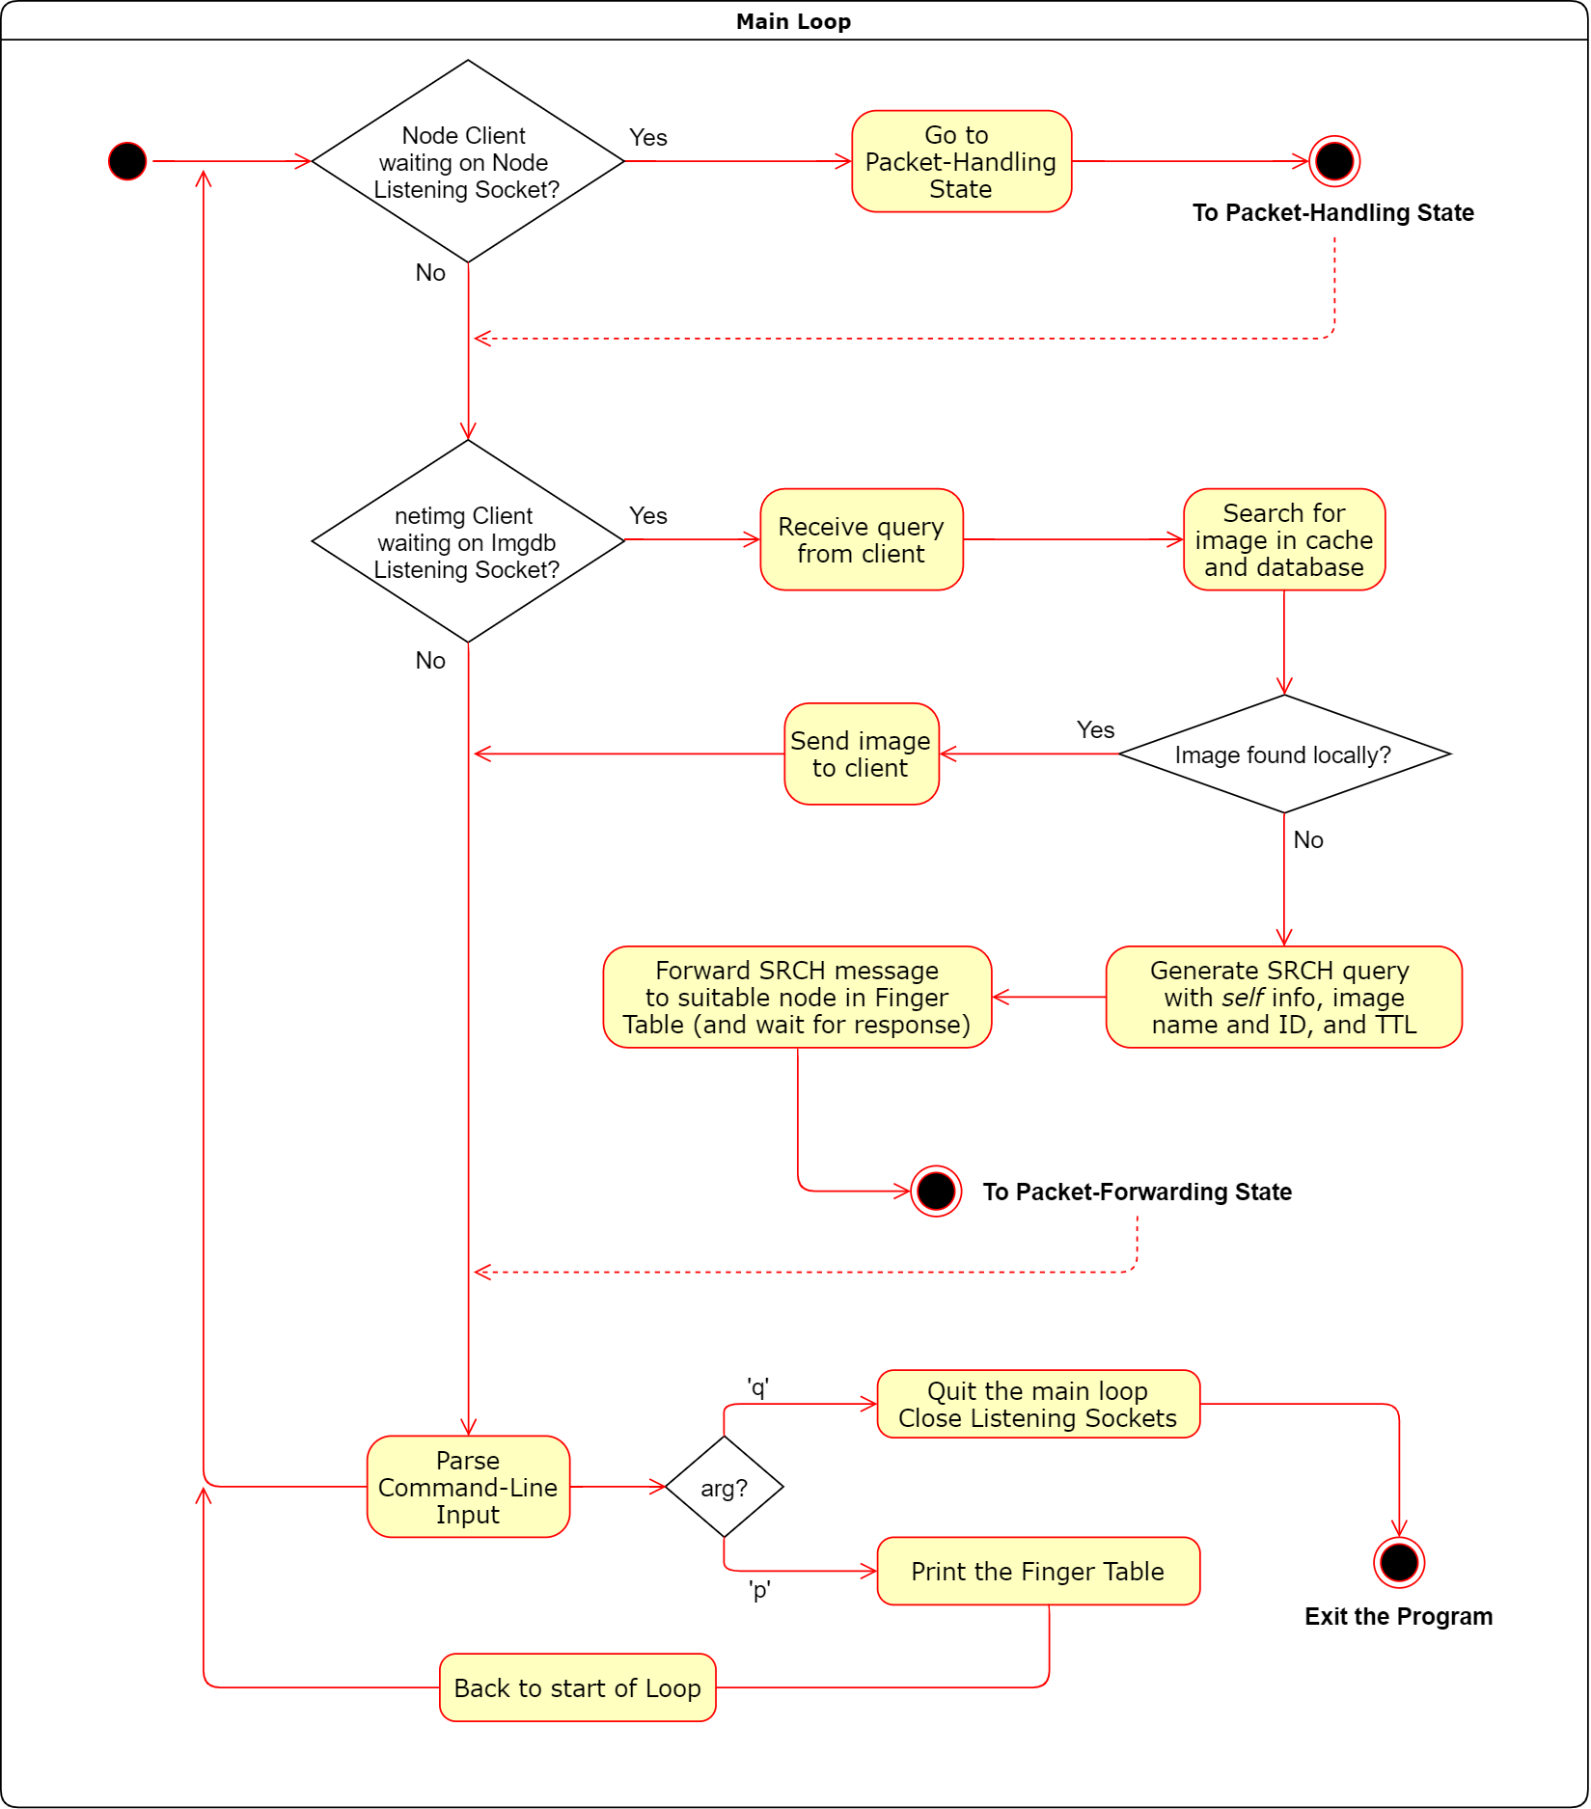 Main Loop
Node Client
waiting on Node
Listening Socket?
Yes
Go to
Packet-Handling
State
To Packet-Handling State
No
netimg Client
waiting on Imgdb
Listening Socket?
Yes
Receive query
from client
Search for
image in cache
and database
No
Send image
to client
Yes
Image found locally?
No
Forward SRCH message
to suitable node in Finger
Table (and wait for response)
Generate SRCH query
with self info, image
name and ID, and TTL
To Packet-Forwarding State
'q'
Quit the main loop
Close Listening Sockets
Parse
Command-Line
Input
arg?
'p'
Print the Finger Table
Exit the Program
Back to start of Loop